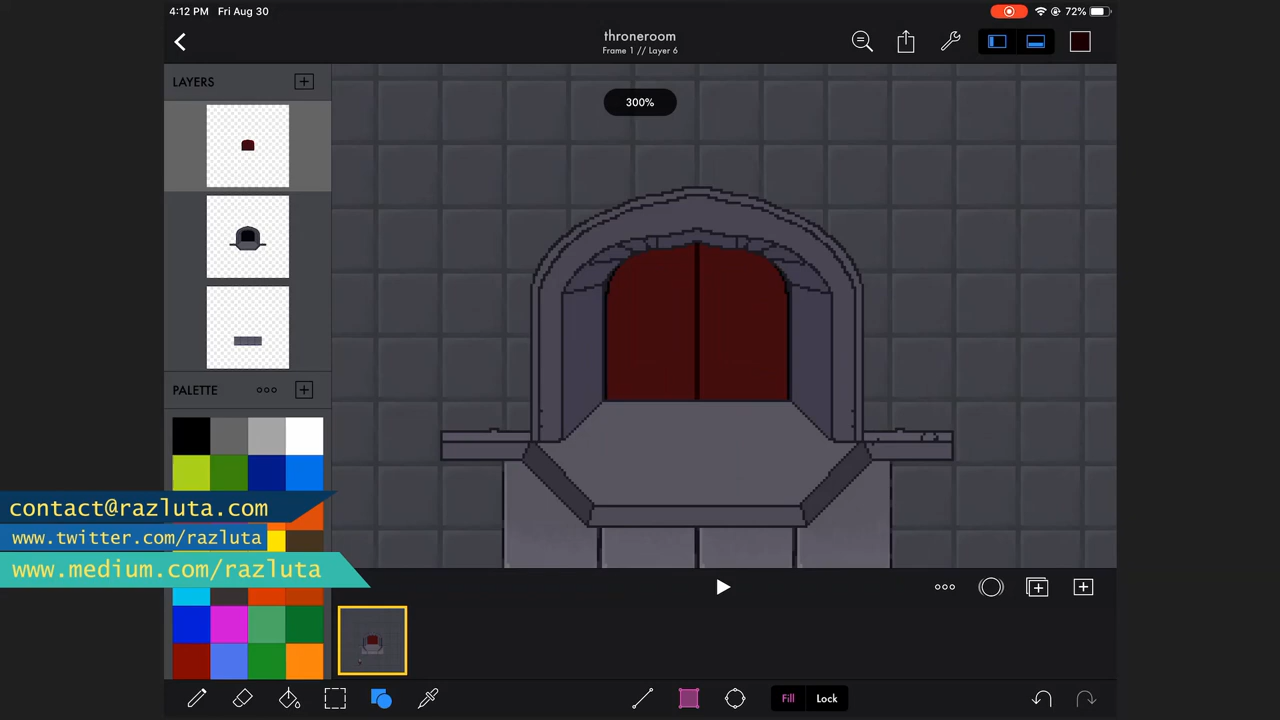 4:12 PM Fri Aug 30
72%
throneroom
Frame 1 // Layer 6
LAYERS
300%
PALETTE
contact@razluta.com
www.twitter.com/razluta
www.medium.com/razluta
Fill
Lock